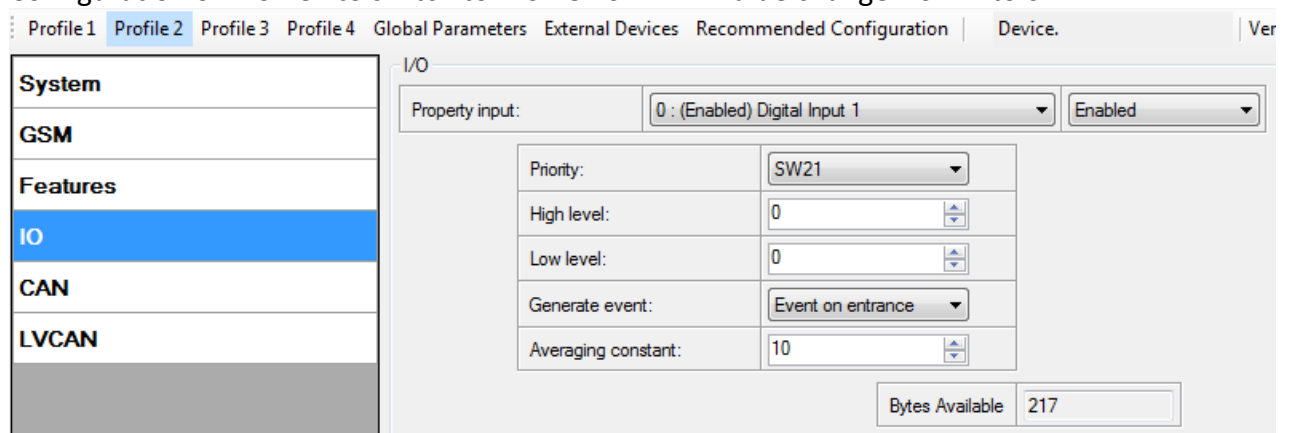 Profile 1 Profile 2 Profile 3 Profile 4 Global Parameters External Devices Recommended Configuration Device. Ver
System
GSM
Features
IO
CAN
LVCAN
I/O
Property input: 0 : (Enabled) Digital Input 1 Enabled
Priority: SW21
High level: 0
Low level: 0
Generate event: Event on entrance
Averaging constant: 10
Bytes Available 217